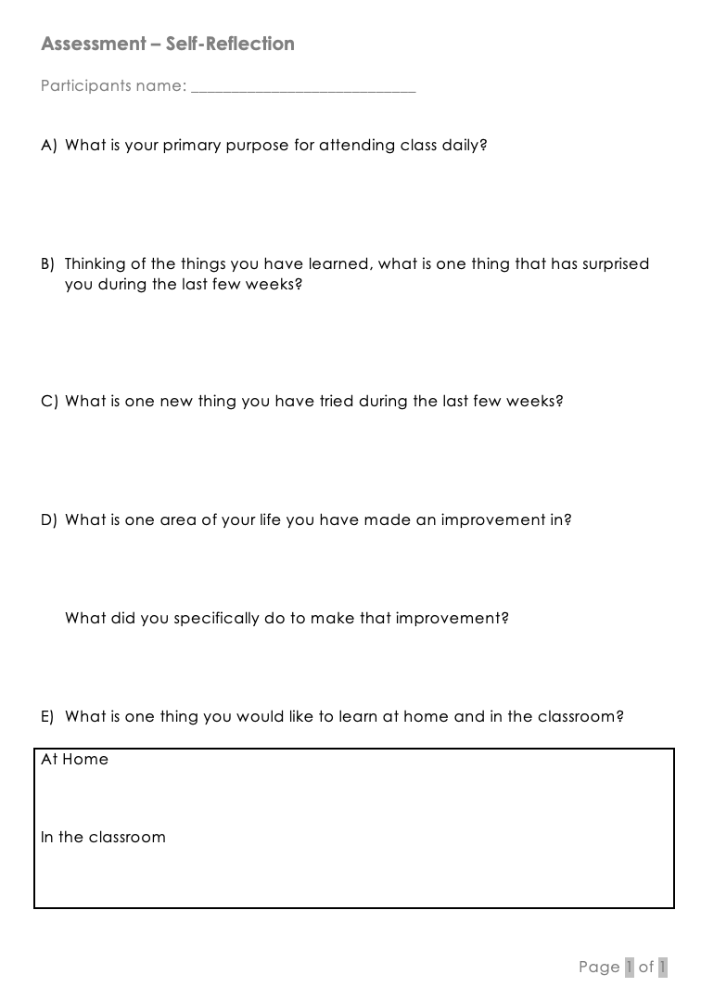 Assessment – Self-Reflection
Participants name: ____________________________
A) What is your primary purpose for attending class daily?
B) Thinking of the things you have learned, what is one thing that has surprised
you during the last few weeks?
C) What is one new thing you have tried during the last few weeks?
D) What is one area of your life you have made an improvement in?
What did you specifically do to make that improvement?
E) What is one thing you would like to learn at home and in the classroom?
At Home
In the classroom
Page 1 of 1